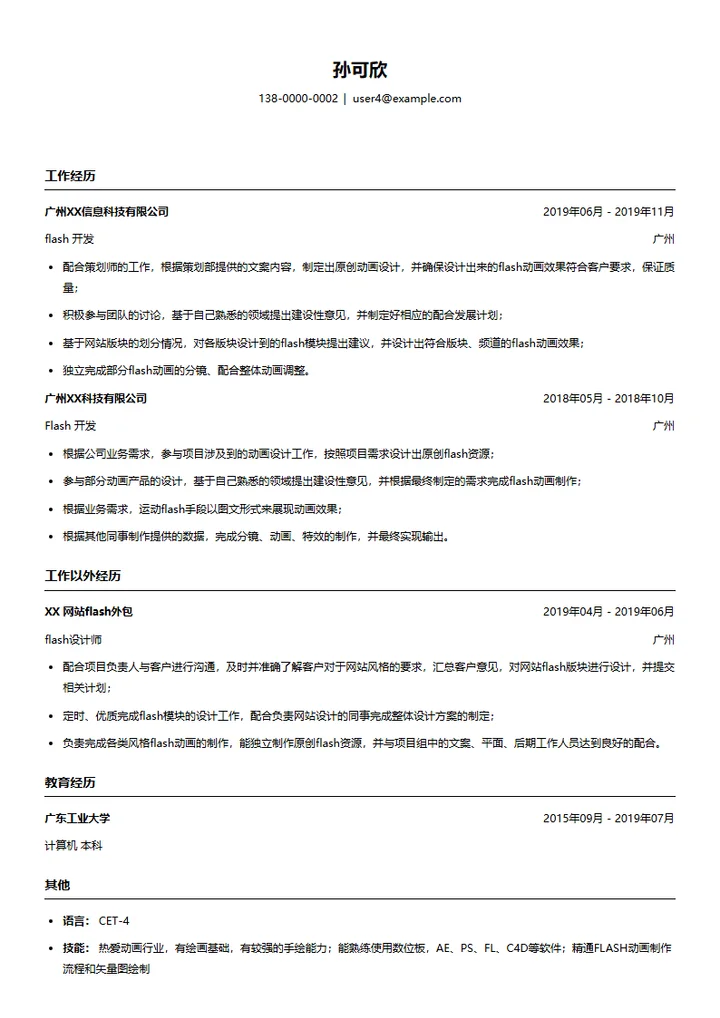 孙可欣
138-0000-0002 | user4@example.com
工作经历
广州XX信息科技有限公司 2019年06月 - 2019年11月
flash 开发 广州
• 配合策划师的工作，根据策划部提供的文案内容，制定出原创动画设计，并确保设计出来的flash动画效果符合客户要求，保证质
量；
• 积极参与团队的讨论，基于自己熟悉的领域提出建设性意见，并制定好相应的配合发展计划；
• 基于网站版块的划分情况，对各版块设计到的flash模块提出建议，并设计出符合版块、频道的flash动画效果；
• 独立完成部分flash动画的分镜、配合整体动画调整。
广州XX科技有限公司 2018年05月 - 2018年10月
Flash 开发 广州
• 根据公司业务需求，参与项目涉及到的动画设计工作，按照项目需求设计出原创flash资源；
• 参与部分动画产品的设计，基于自己熟悉的领域提出建设性意见，并根据最终制定的需求完成flash动画制作；
• 根据业务需求，运动flash手段以图文形式来展现动画效果；
• 根据其他同事制作提供的数据，完成分镜、动画、特效的制作，并最终实现输出。
工作以外经历
XX 网站flash外包 2019年04月 - 2019年06月
flash设计师 广州
• 配合项目负责人与客户进行沟通，及时并准确了解客户对于网站风格的要求，汇总客户意见，对网站flash版块进行设计，并提交
相关计划；
• 定时、优质完成flash模块的设计工作，配合负责网站设计的同事完成整体设计方案的制定；
• 负责完成各类风格flash动画的制作，能独立制作原创flash资源，并与项目组中的文案、平面、后期工作人员达到良好的配合。
教育经历
广东工业大学 2015年09月 - 2019年07月
计算机 本科
其他
• 语言： CET-4
• 技能： 热爱动画行业，有绘画基础，有较强的手绘能力；能熟练使用数位板，AE、PS、FL、C4D等软件；精通FLASH动画制作
流程和矢量图绘制